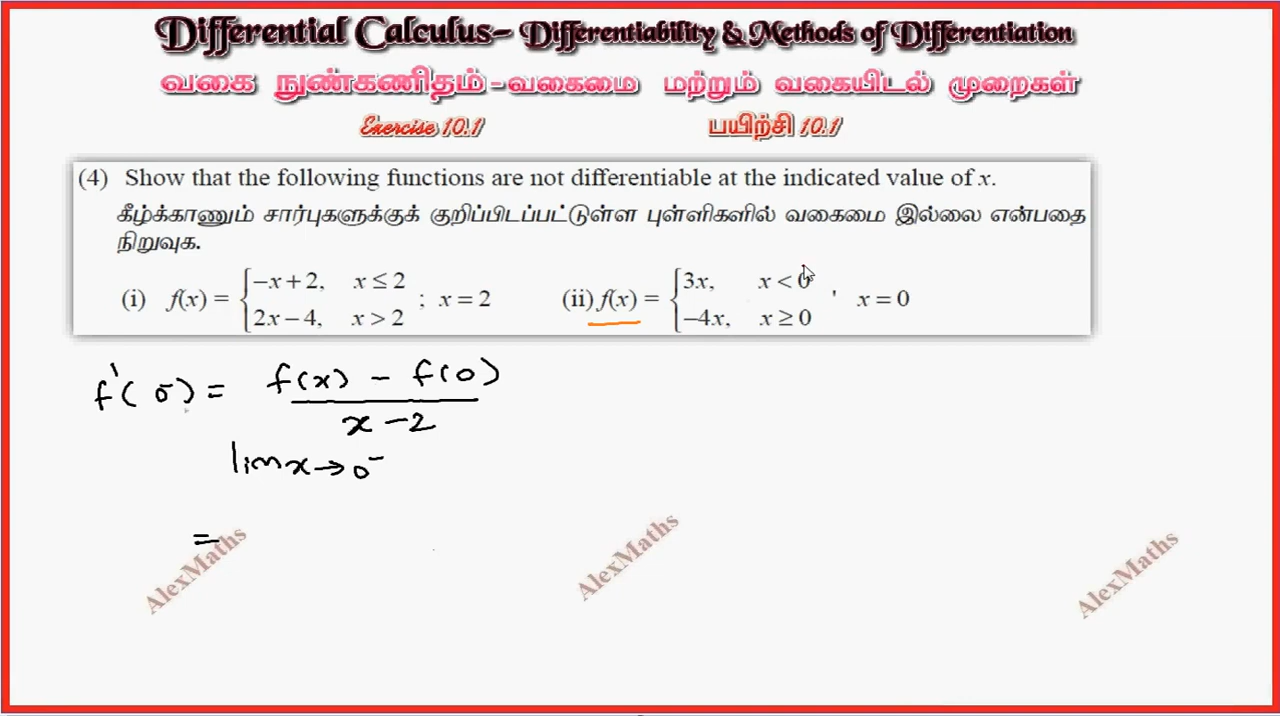 Differential Calculus– Differentiability & Methods of Differentiation
வகை நுண்கணிதம் – வகைமை மற்றும் வகையிடல் முறைகள்
Exercise 10.1 பயிற்சி 10.1
(4) Show that the following functions are not differentiable at the indicated value of x.
கீழ்க்காணும் சார்புகளுக்குக் குறிப்பிடப்பட்டுள்ள புள்ளிகளில் வகைமை இல்லை என்பதை
நிறுவுக.
(i) f(x) = { −x + 2, x ≤ 2 ; x = 2 (ii) f(x) = { 3x, x < 0 , x = 0
2x − 4, x > 2 −4x, x ≥ 0
f'(0⁻) = f(x) − f(0)
x − 2
lim x → 0⁻
=
AlexMaths AlexMaths AlexMaths